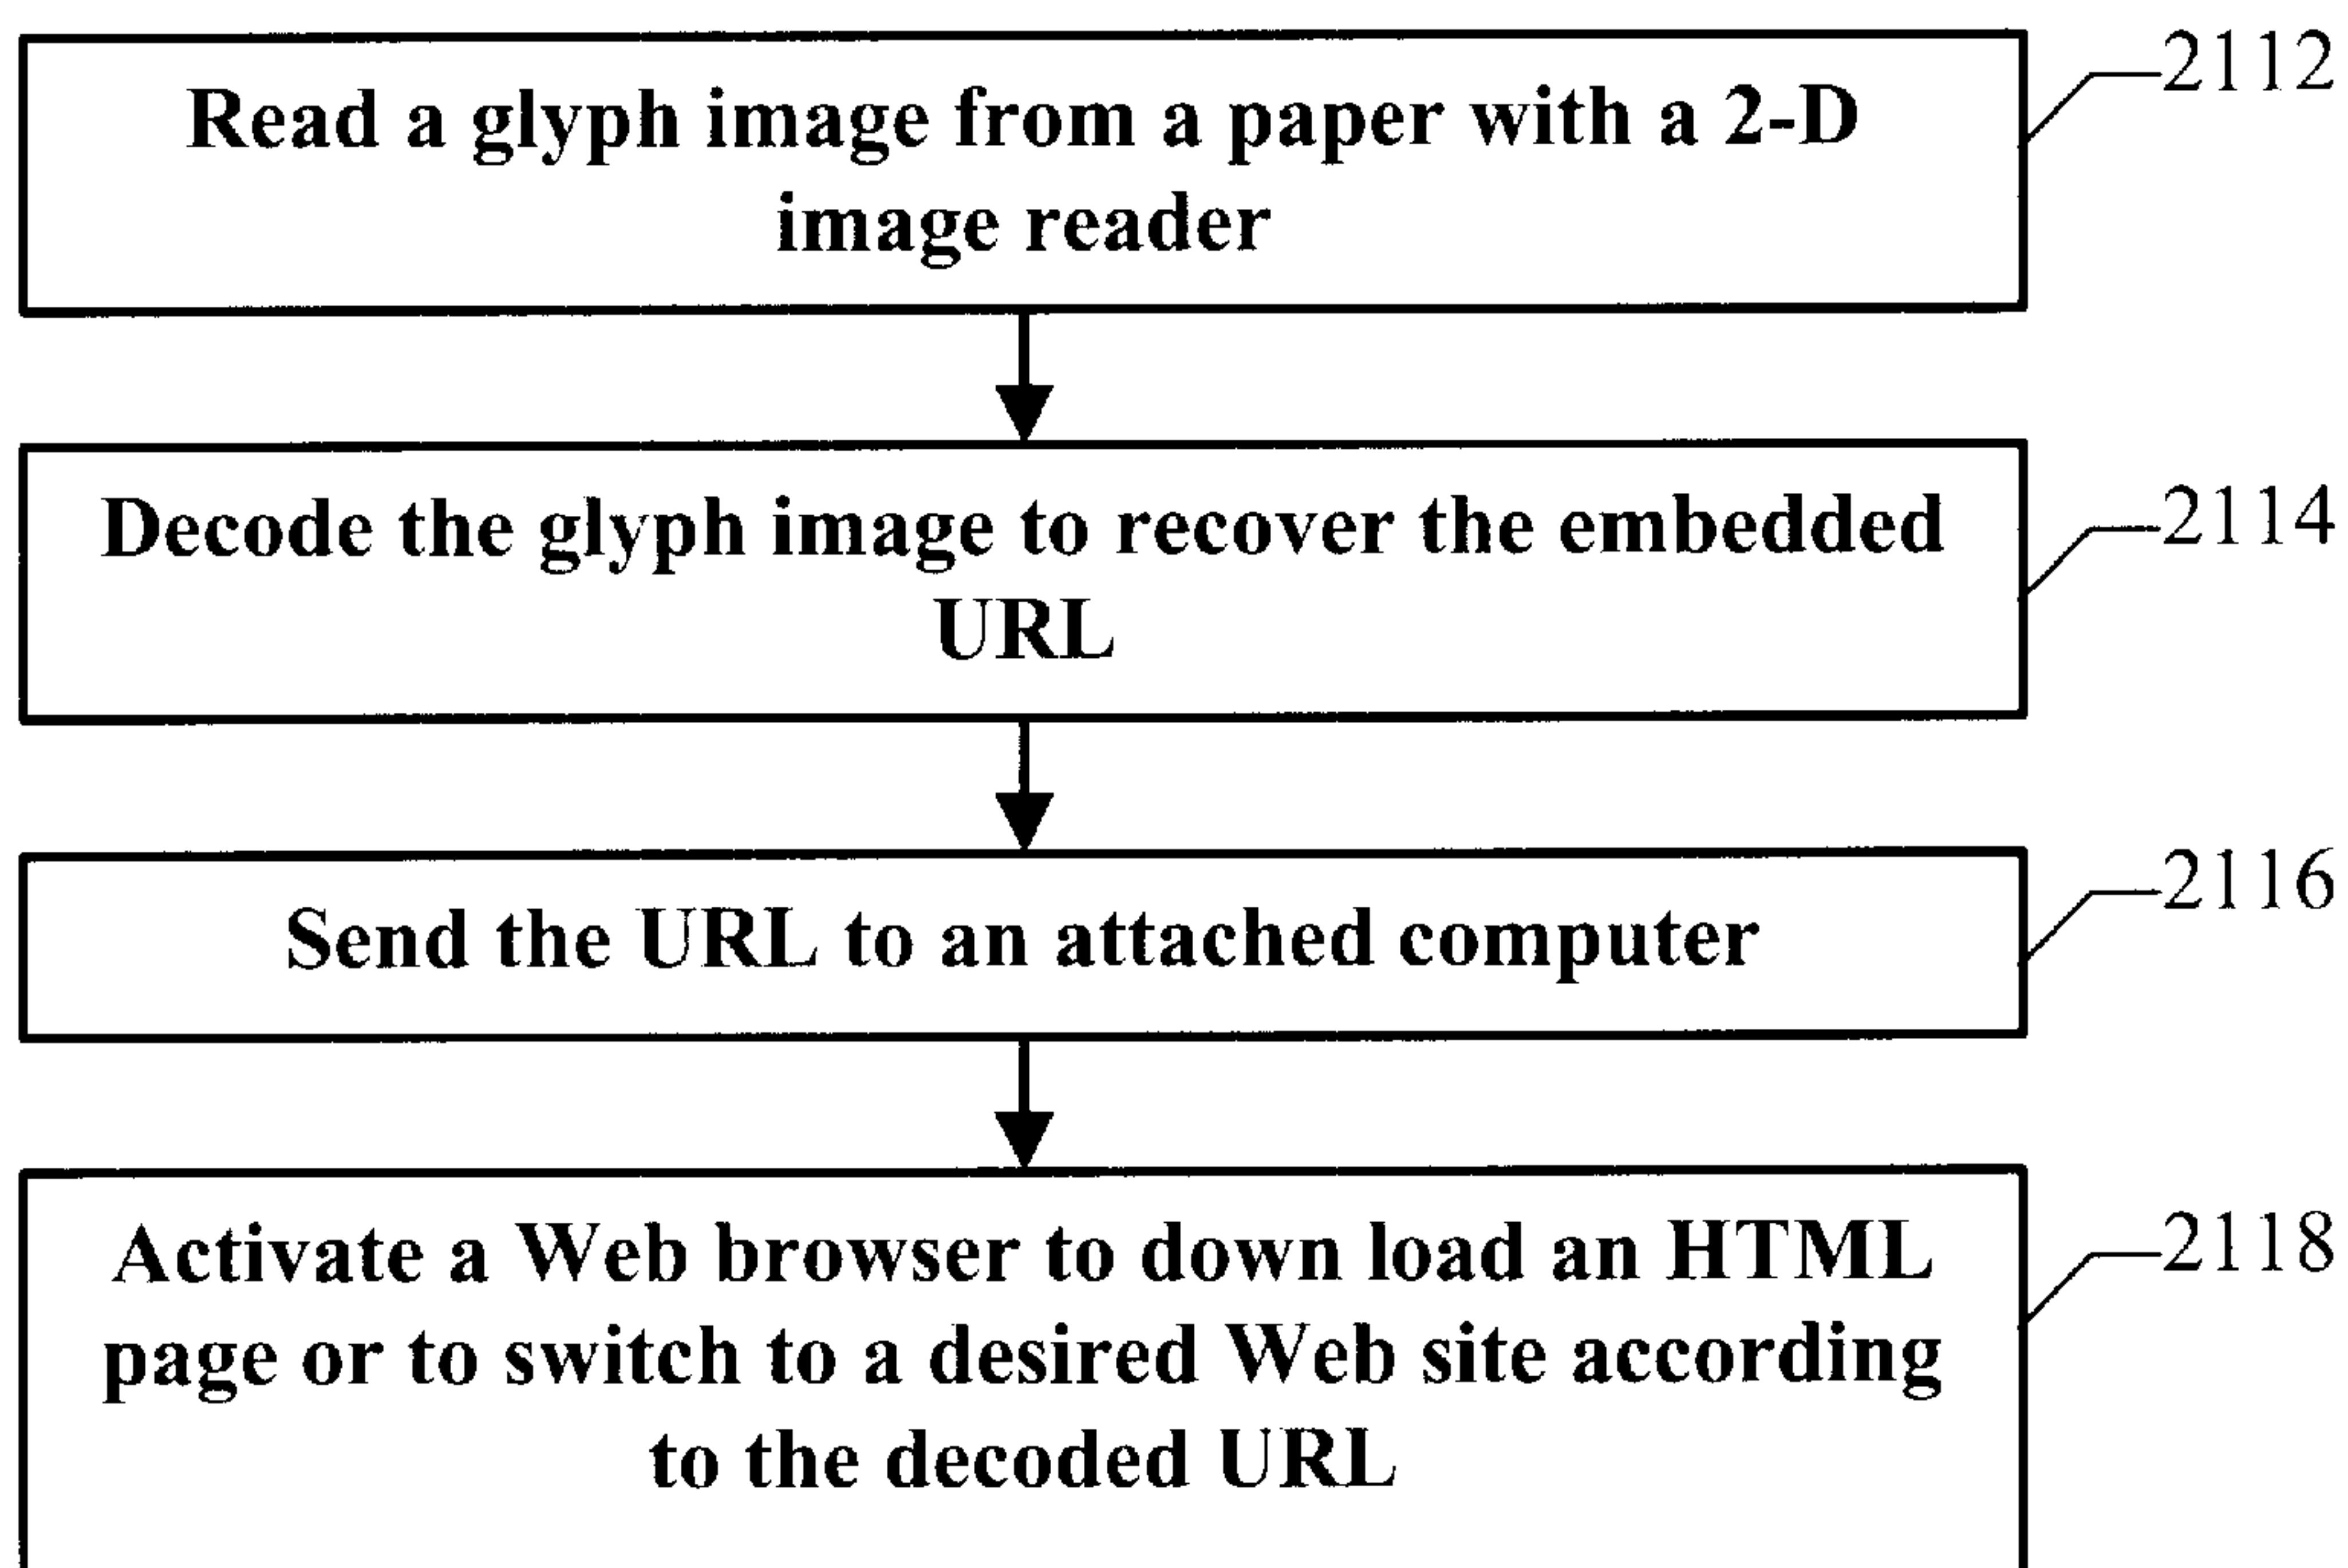 Read a glyph image from a paper with a 2-D
image reader
2112
Decode the glyph image to recover the embedded
URL
2114
Send the URL to an attached computer
2116
Activate a Web browser to down load an HTML
page or to switch to a desired Web site according
to the decoded URL
2118